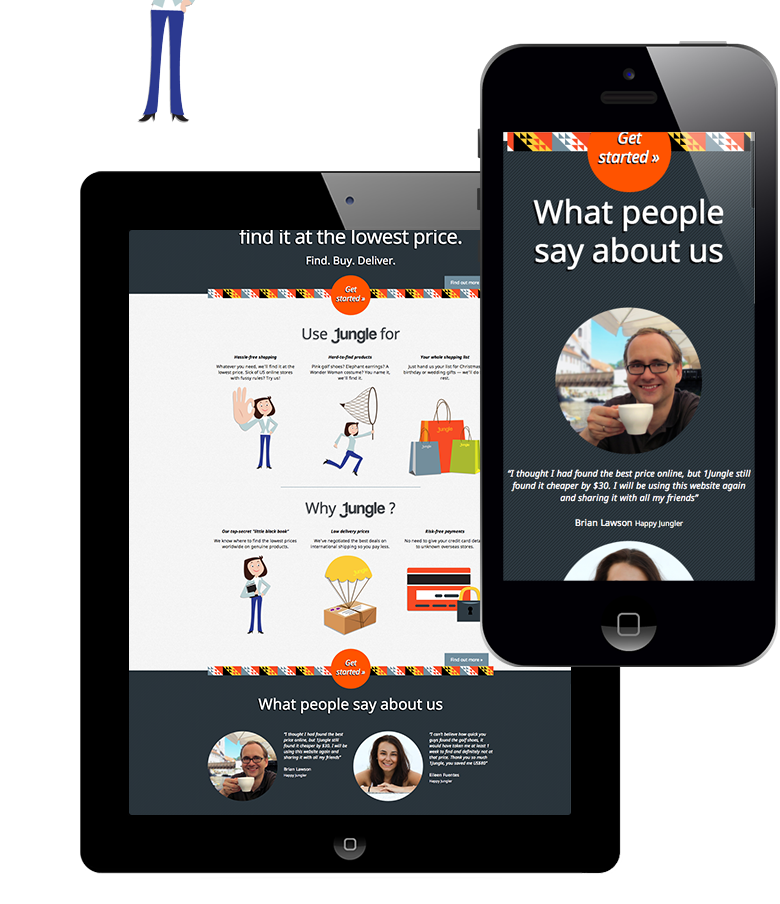 find it at the lowest price.
Find. Buy. Deliver.
Find out more
Get
started »
Use Jungle for
Hassle-free shopping
Whatever you need, we'll find it at the
lowest price. Sick of US online stores
with fussy rules? Try us!
Hard-to-find products
Pink golf shoes? Elephant earrings? A
Wonder Woman costume? You name it,
we'll find it.
Your whole shopping list
Just hand us your list for Christmas,
birthday or wedding gifts — we'll do
rest.
Jungle
Jungle
Jungle
Why Jungle ?
Our top-secret "little black book"
We know where to find the lowest prices
worldwide on genuine products.
Low delivery prices
We've negotiated the best deals on
international shipping so you pay less.
Risk-free payments
No need to give your credit card deta
to unknown overseas stores.
Jungle
Find out more »
Get
started »
What people say about us
"I thought I had found the best
price online, but 1Jungle still
found it cheaper by $30. I will be
using this website again and
sharing it with all my friends"
Brian Lawson
Happy Jungler
"I can't believe how quick you
guys found the golf shoes, it
would have taken me at least 1
week to find and definitely not at
that price. Thank you so much
1Jungle, you saved me US$80"
Eileen Fuentes
Happy Jungler
Get
started »
What people
say about us
"I thought I had found the best price online, but 1Jungle still
found it cheaper by $30. I will be using this website again
and sharing it with all my friends"
Brian Lawson Happy Jungler